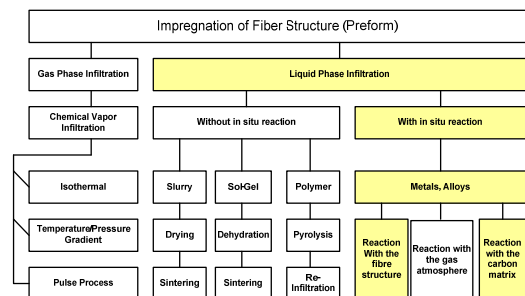 Impregnation of Fiber Structure (Preform)
Gas Phase Infiltration
Liquid Phase Infiltration
Chemical Vapor
Infiltration
Without in situ reaction
With in situ reaction
Isothermal
Slurry
Sol-Gel
Polymer
Metals, Alloys
Temperature/Pressure
Gradient
Drying
Dehydration
Pyrolysis
Reaction
With the
fibre
structure
Reaction
with the gas
atmosphere
Reaction
with the
carbon
matrix
Pulse Process
Sintering
Sintering
Re-
Infiltration